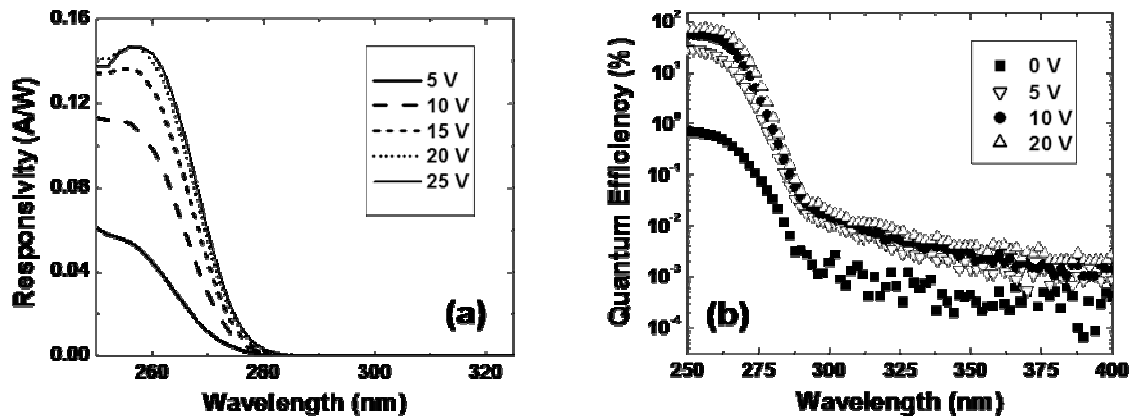 Responsivity (A/W)
0.16
0.12
0.08
0.04
0.00
5 V
10 V
15 V
20 V
25 V
(a)
260
280
300
320
Wavelength (nm)
Quantum Efficiency (%)
10²
10¹
10⁰
10⁻¹
10⁻²
10⁻³
10⁻⁴
0 V
5 V
10 V
20 V
(b)
250
275
300
325
350
375
400
Wavelength (nm)